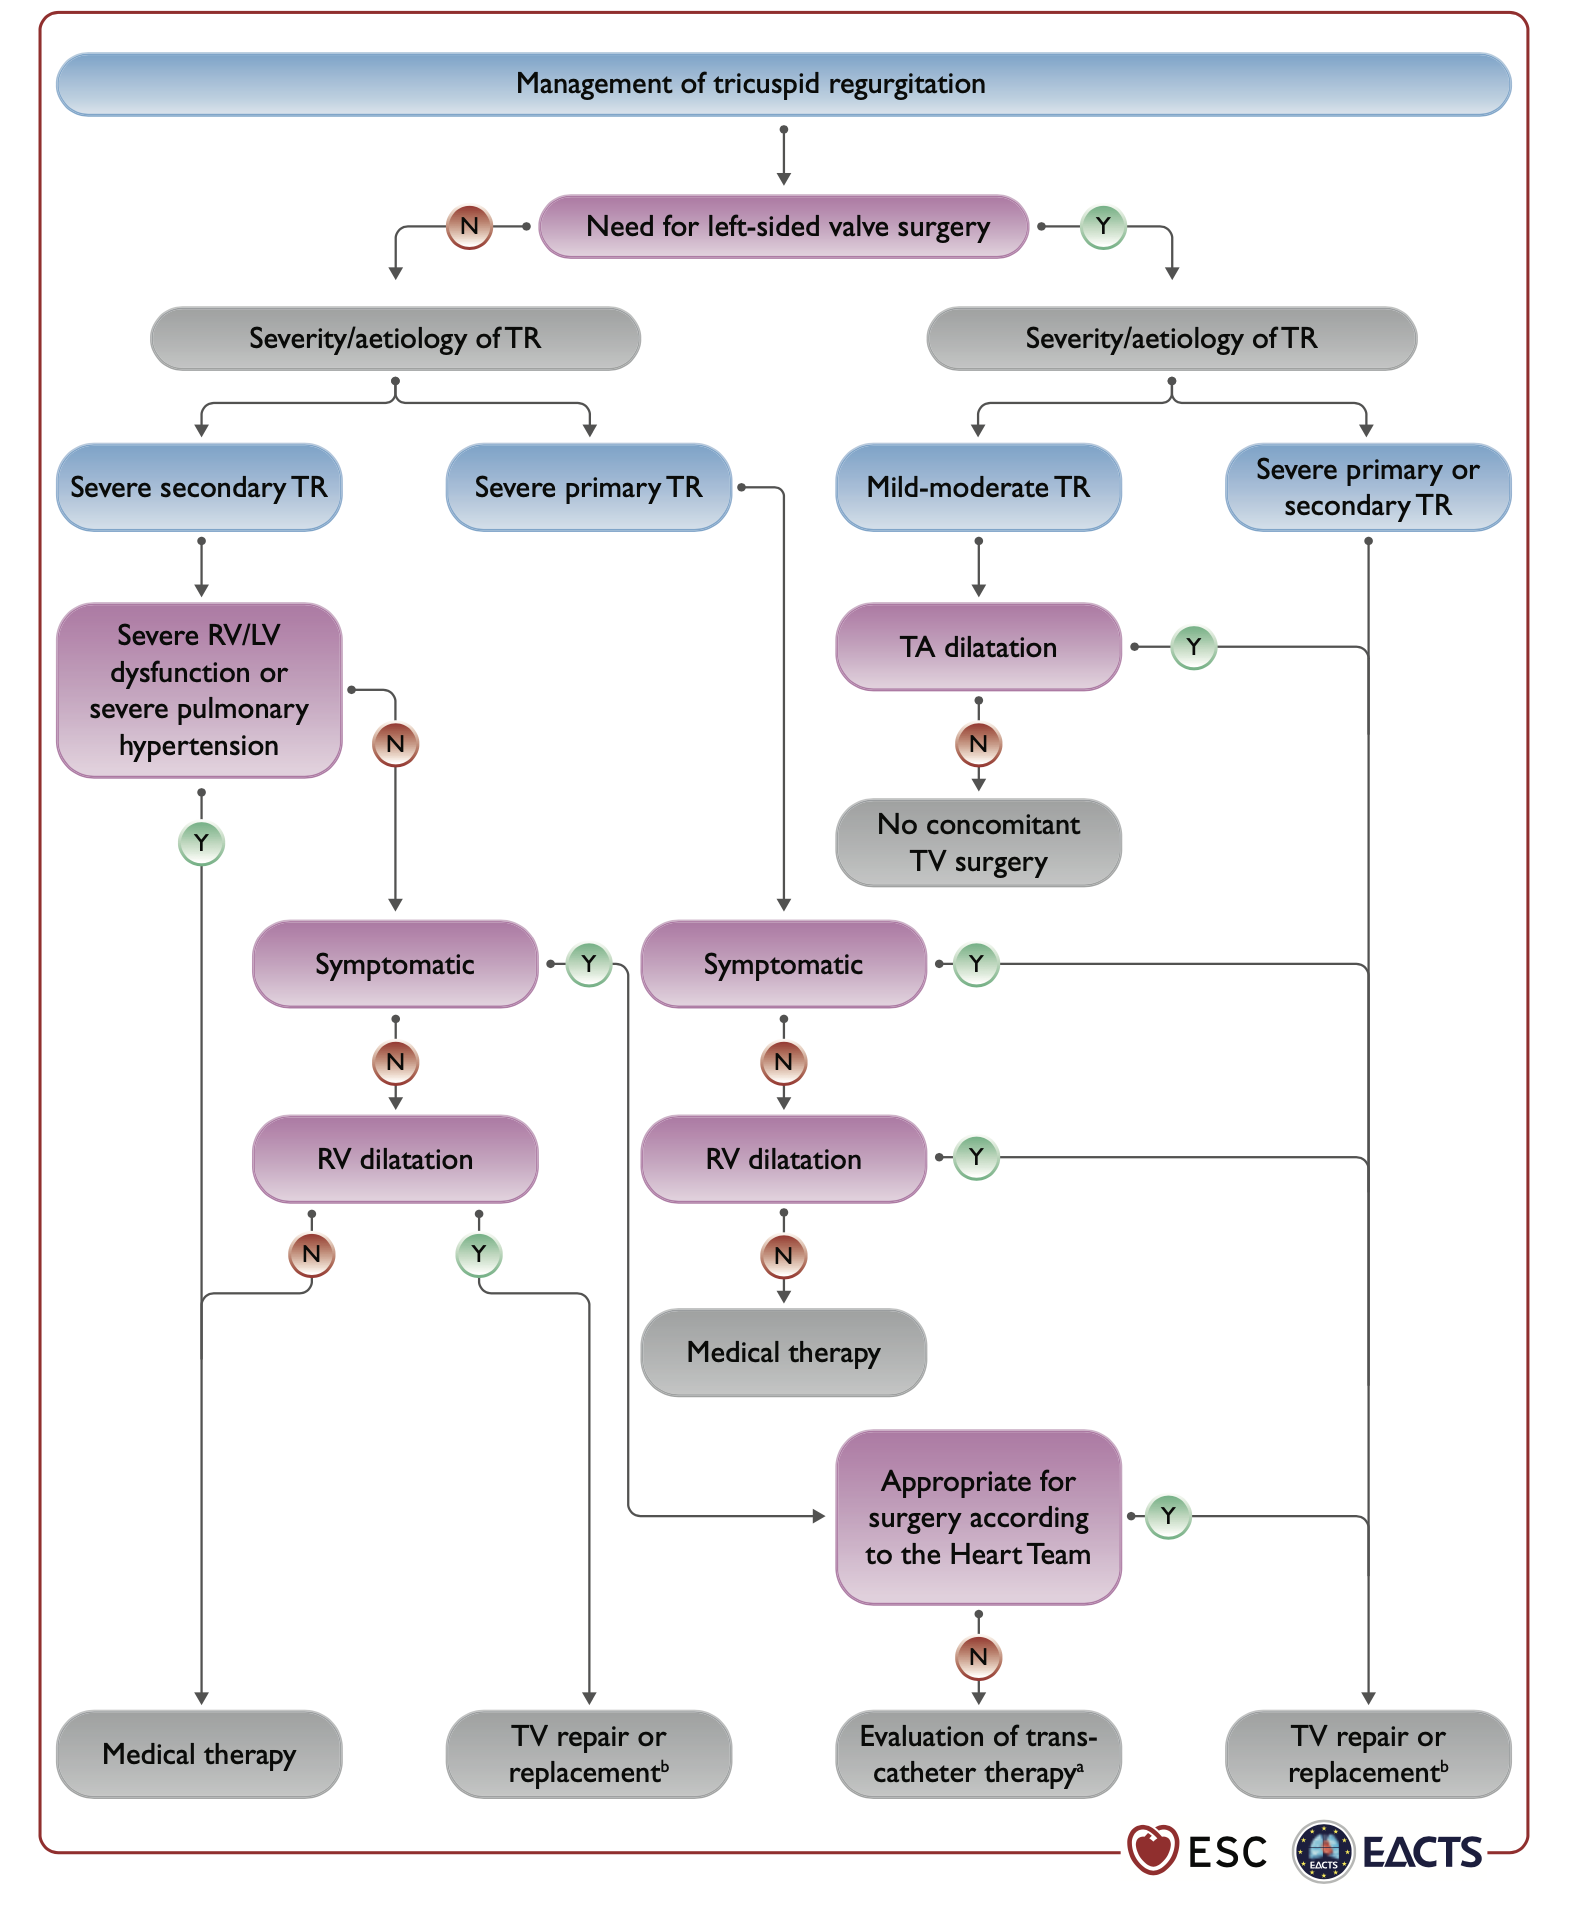 Management of tricuspid regurgitation
N
Need for left-sided valve surgery
Y
Severity/aetiology of TR
Severity/aetiology of TR
Severe secondary TR
Severe primary TR
Mild-moderate TR
Severe primary or
secondary TR
Severe RV/LV
dysfunction or
severe pulmonary
hypertension
N
Y
TA dilatation
Y
N
No concomitant
TV surgery
Symptomatic
Y
Symptomatic
Y
N
N
RV dilatation
RV dilatation
Y
N
Y
N
Medical therapy
Appropriate for
surgery according
to the Heart Team
Y
N
Medical therapy
TV repair or
replacementb
Evaluation of trans-
catheter therapya
TV repair or
replacementb
ESC
EACTS
EACTS